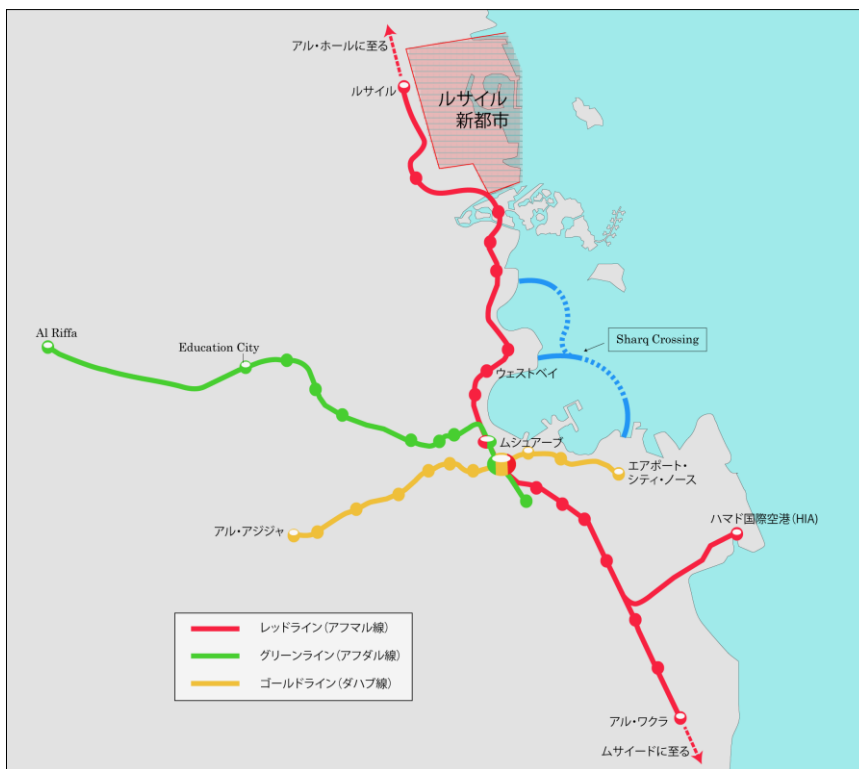 アル・ホールに至る
ルサイル
ルサイル
新都市
Al Riffa
Education City
Sharq Crossing
ウェストベイ
ムシェアーブ
エアポート・
シティ・ノース
アル・アジジャ
ハマド国際空港(HIA)
レッドライン(アフマル線)
グリーンライン(アフダル線)
ゴールドライン(ダハブ線)
アル・ワクラ
ムサイードに至る